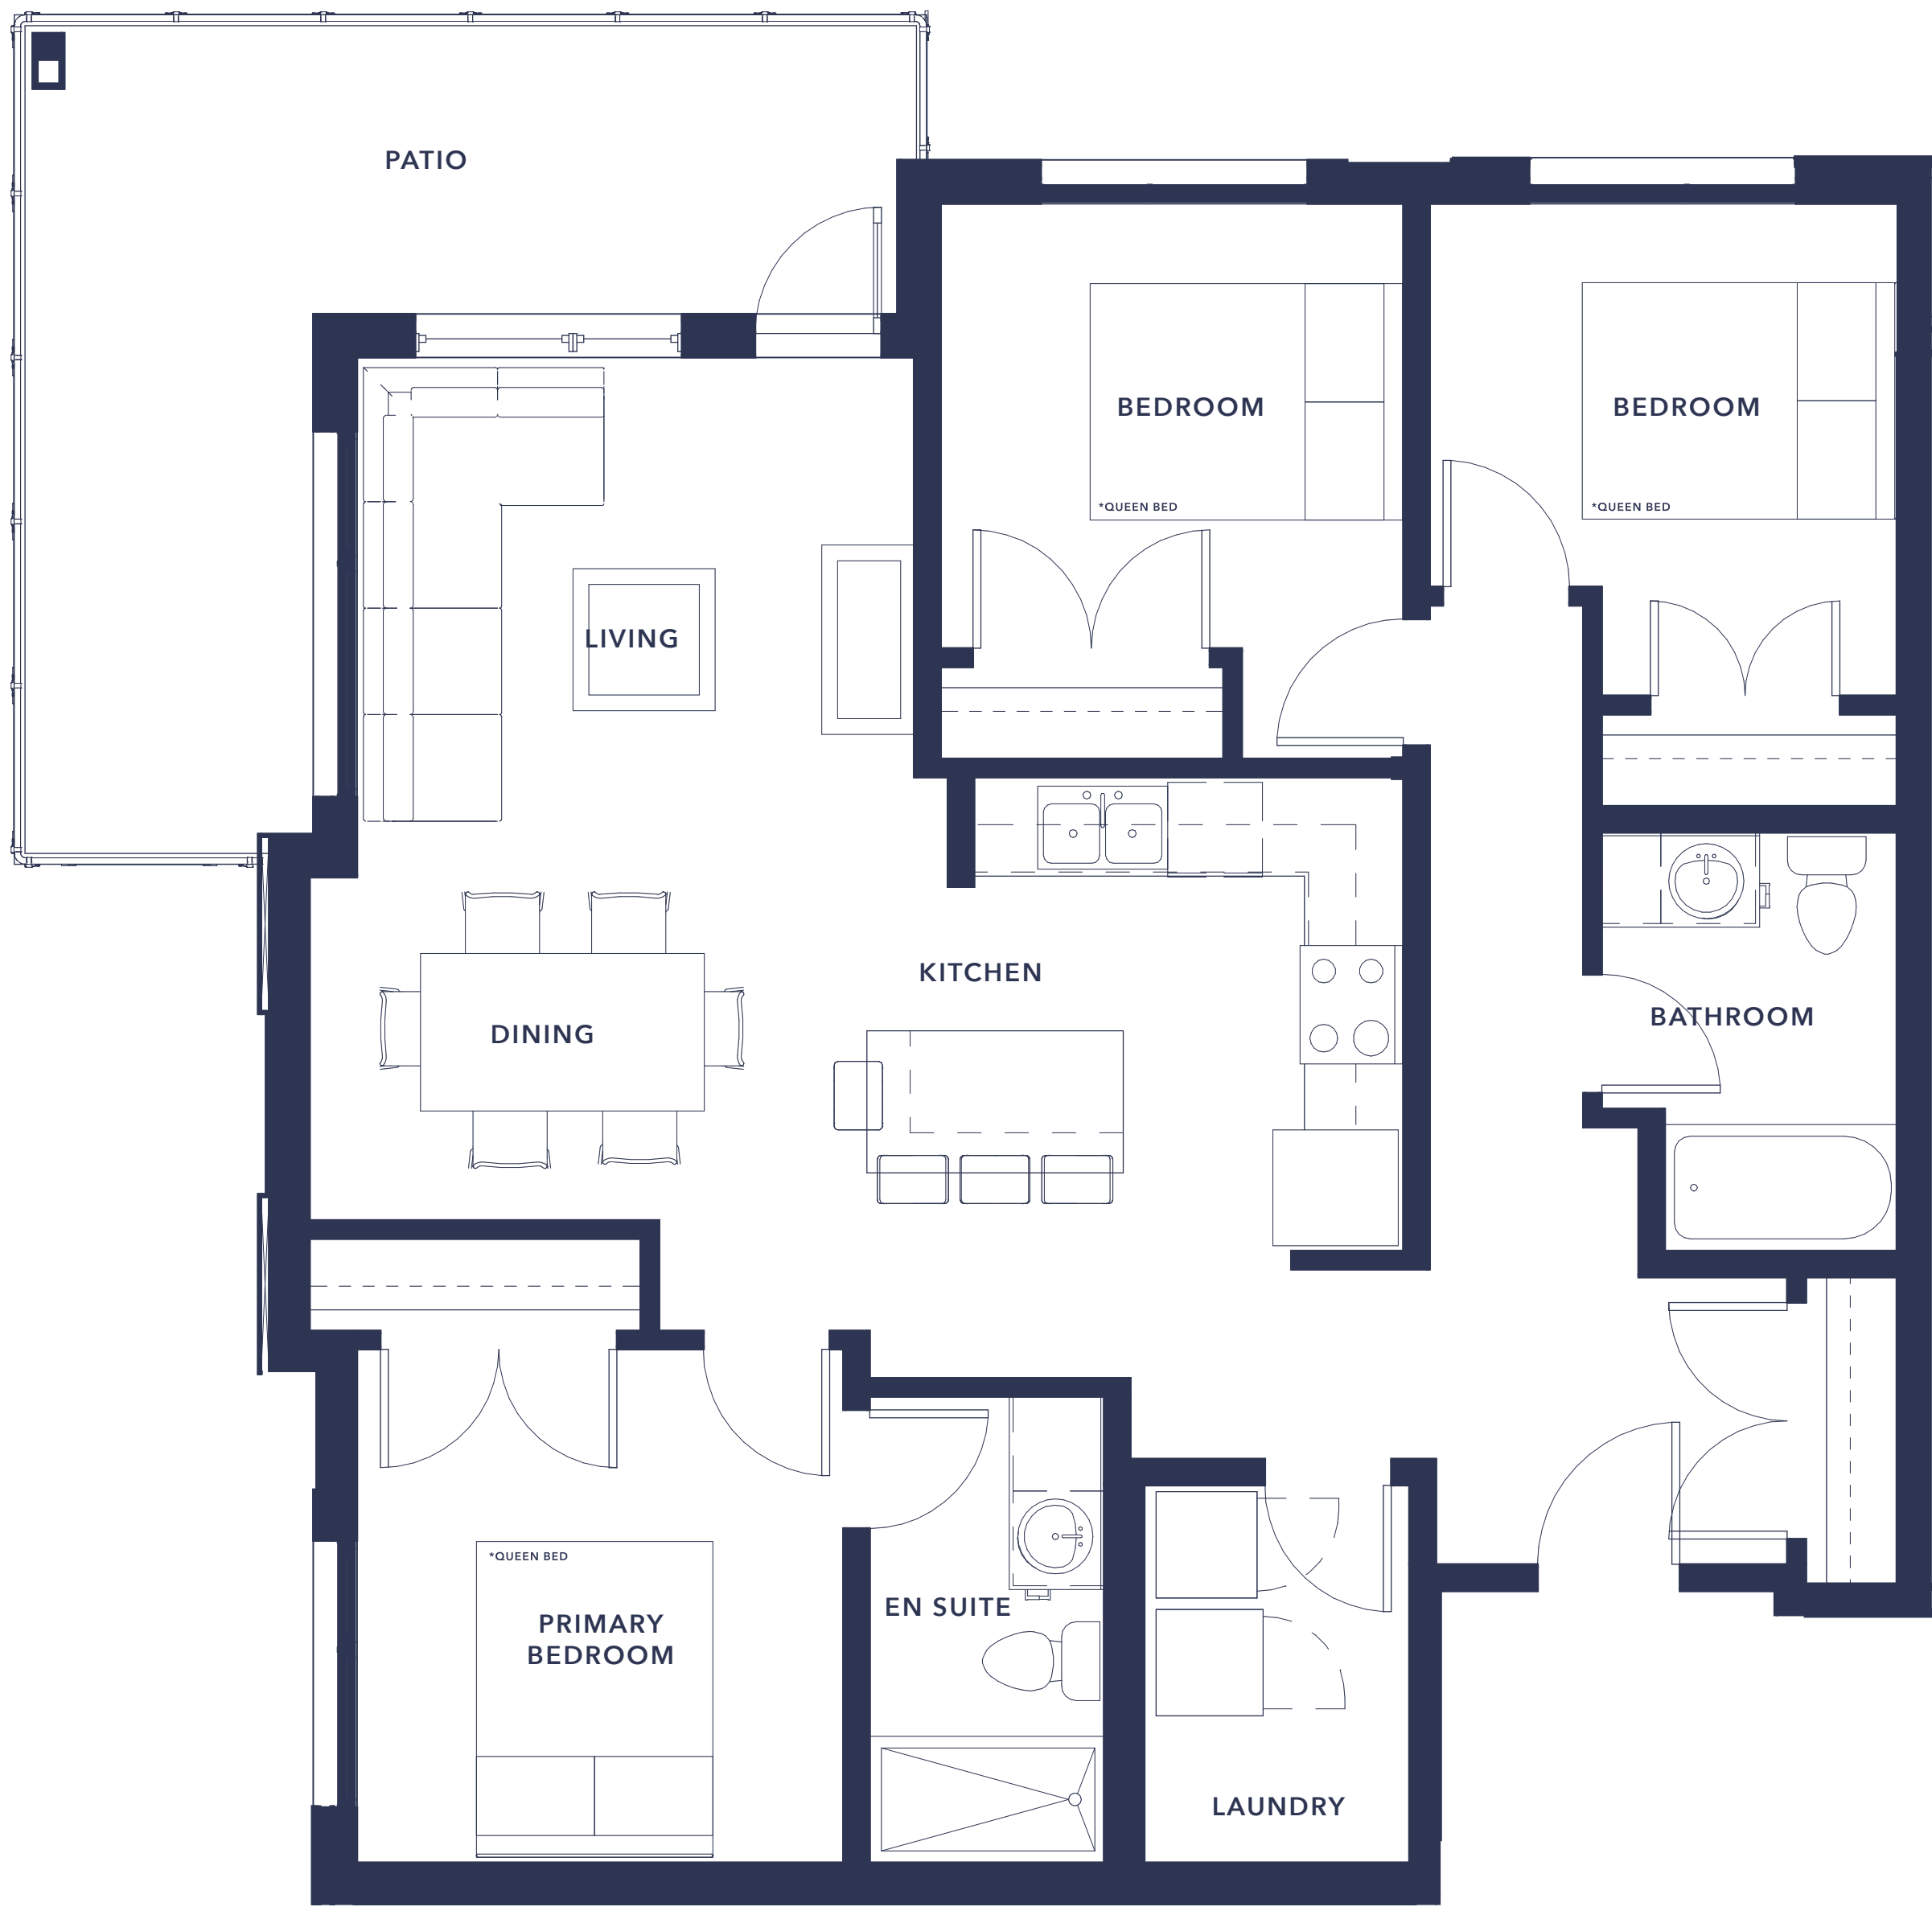 PATIO
BEDROOM
BEDROOM
*QUEEN BED
*QUEEN BED
LIVING
KITCHEN
BATHROOM
DINING
*QUEEN BED
EN SUITE
PRIMARY
BEDROOM
LAUNDRY